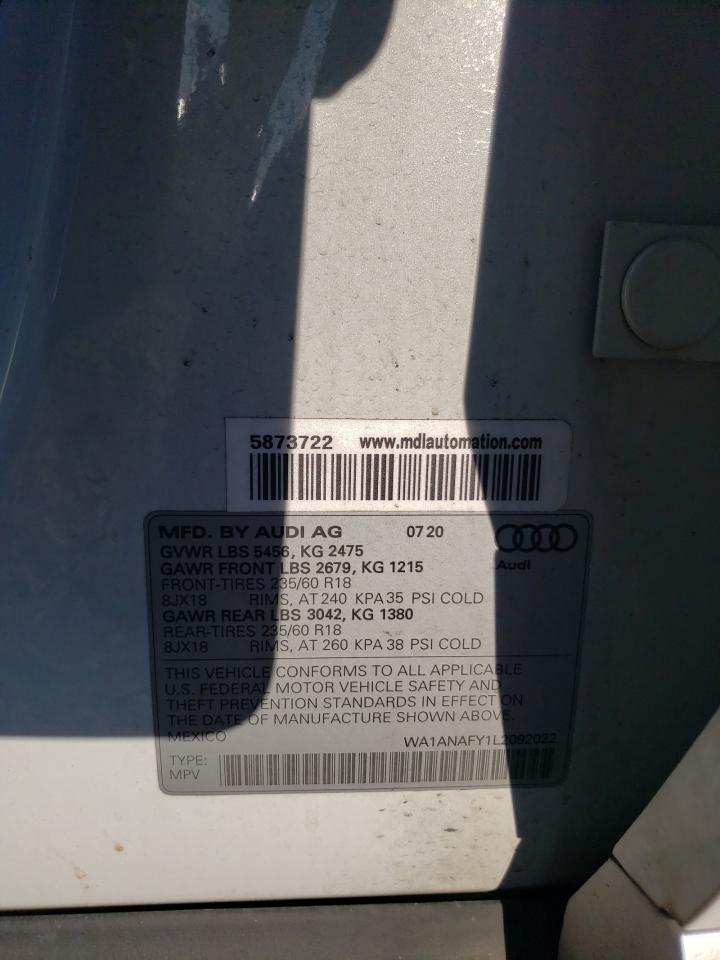 5873722 www.mdlautomation.com
MFD. BY AUDI AG 07 20
GVWR LBS 5456, KG 2475
GAWR FRONT LBS 2679, KG 1215
Audi
FRONT-TIRES 235/60 R18
8JX18 RIMS, AT 240 KPA 35 PSI COLD
GAWR REAR LBS 3042, KG 1380
REAR-TIRES 235/60 R18
8JX18 RIMS, AT 260 KPA 38 PSI COLD
THIS VEHICLE CONFORMS TO ALL APPLICABLE
U.S. FEDERAL MOTOR VEHICLE SAFETY AND
THEFT PREVENTION STANDARDS IN EFFECT ON
THE DATE OF MANUFACTURE SHOWN ABOVE.
MEXICO WA1ANAFY1L2092022
TYPE:
MPV